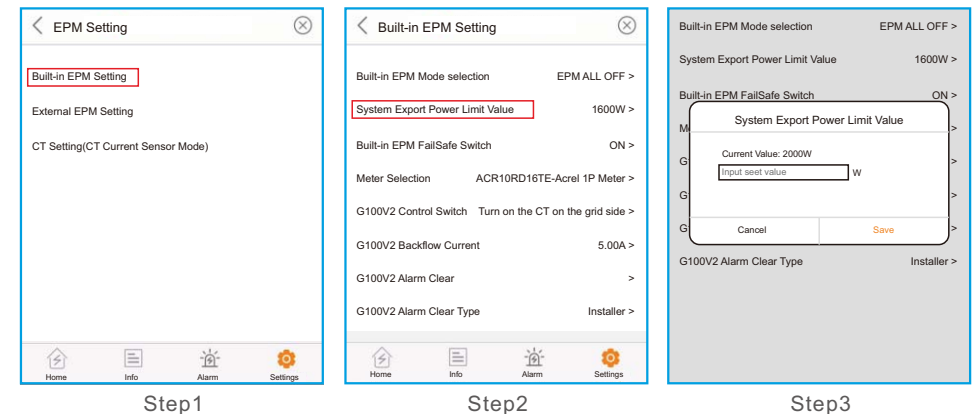 EPM Setting
Built-in EPM Setting
External EPM Setting
CT Setting(CT Current Sensor Mode)
Home Info Alarm Settings
Step1
Built-in EPM Setting
Built-in EPM Mode selection EPM ALL OFF >
System Export Power Limit Value 1600W >
Built-in EPM FailSafe Switch ON >
Meter Selection ACR10RD16TE-Acrel 1P Meter >
G100V2 Control Switch Turn on the CT on the grid side >
G100V2 Backflow Current 5.00A >
G100V2 Alarm Clear >
G100V2 Alarm Clear Type Installer >
Home Info Alarm Settings
Step2
Built-in EPM Mode selection EPM ALL OFF >
System Export Power Limit Value 1600W >
Built-in EPM FailSafe Switch ON >
M >
System Export Power Limit Value
G >
Current Value: 2000W
Input seet value W
G >
G >
Cancel Save
G100V2 Alarm Clear Type Installer >
Step3